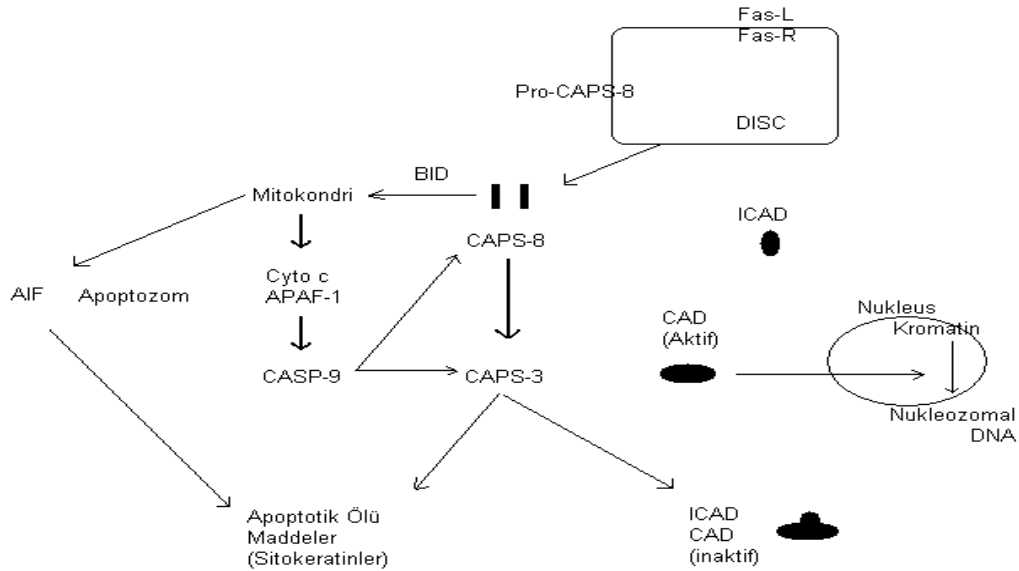 Fas-L
Fas-R
Pro-CAPS-8
DISC
BID
Mitokondri
CAPS-8
ICAD
AIF
Apoptozom
Cyto c
APAF-1
CAD
(Aktif)
Nukleus
Kromatin
CASP-9
CAPS-3
Nukleozomal
DNA
Apoptotik Ölü
Maddeler
(Sitokeratinler)
ICAD
CAD
(inaktif)